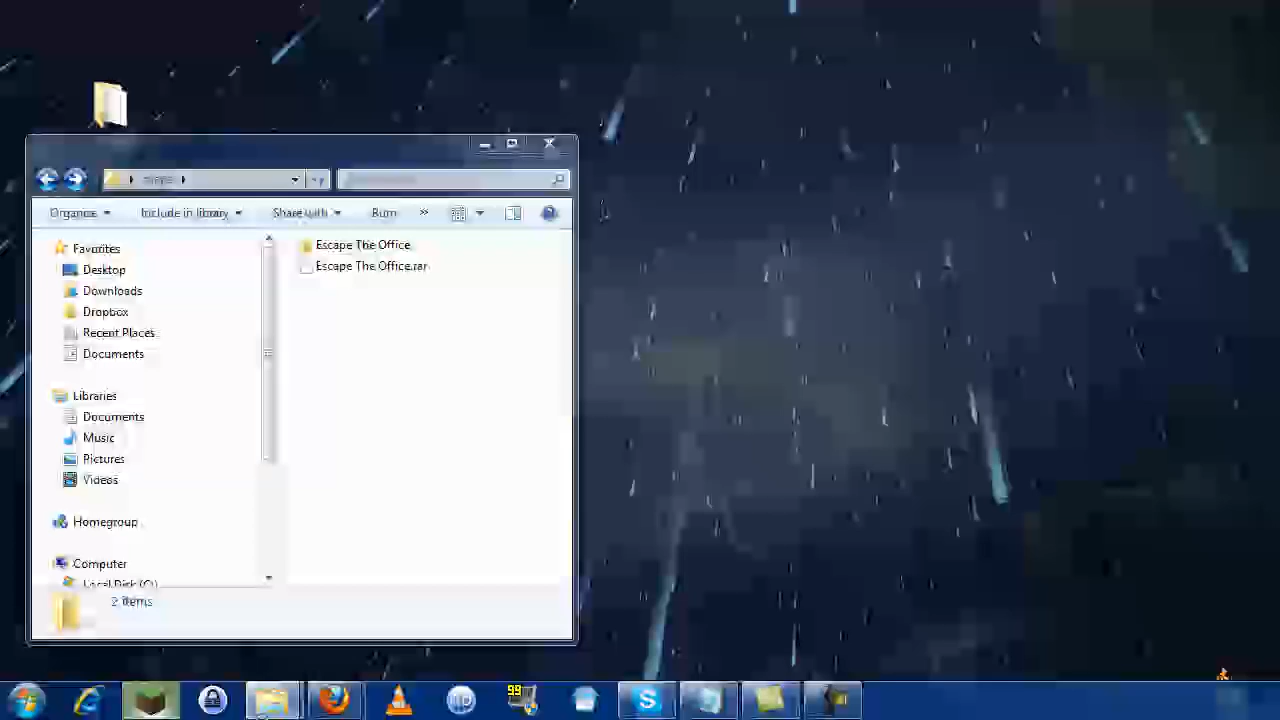 Organize Include in library Share with Burn »
Favorites
Desktop
Downloads
Dropbox
Recent Places
Documents
Libraries
Documents
Music
Pictures
Videos
Homegroup
Computer
Local Disk (C:)
Escape The Office
Escape The Office.rar
2 items
99